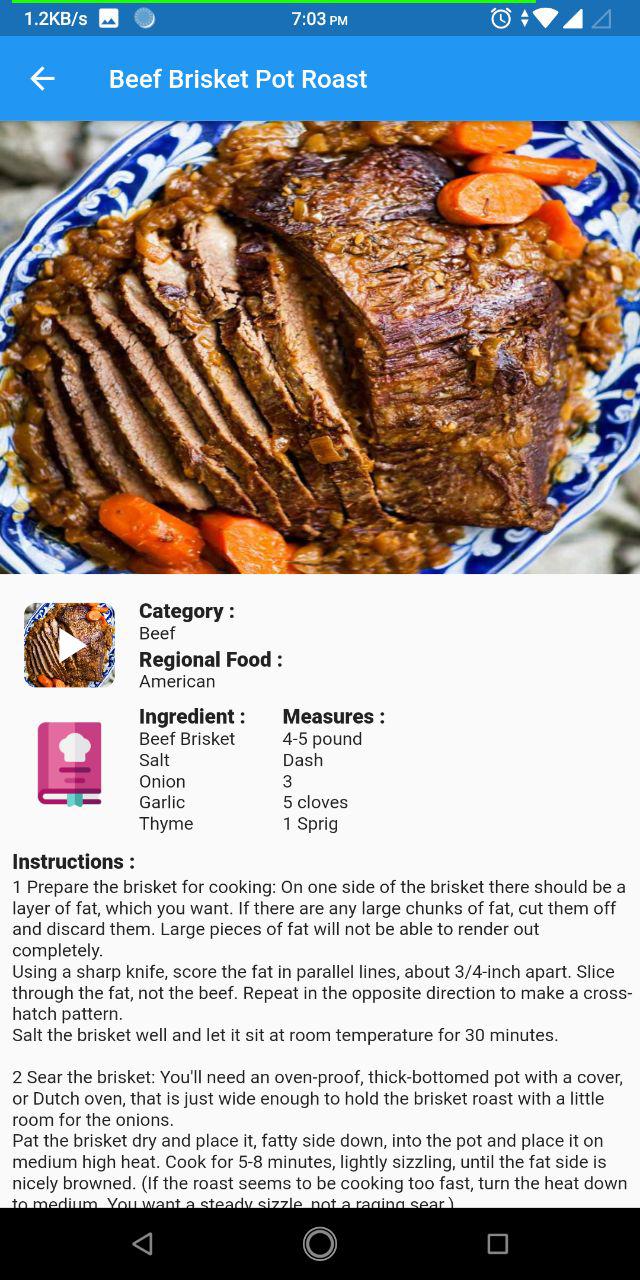 1.2KB/s 7:03 PM
Beef Brisket Pot Roast
Category :
Beef
Regional Food :
American
Ingredient : Measures :
Beef Brisket 4-5 pound
Salt Dash
Onion 3
Garlic 5 cloves
Thyme 1 Sprig
Instructions :
1 Prepare the brisket for cooking: On one side of the brisket there should be a
layer of fat, which you want. If there are any large chunks of fat, cut them off
and discard them. Large pieces of fat will not be able to render out
completely.
Using a sharp knife, score the fat in parallel lines, about 3/4-inch apart. Slice
through the fat, not the beef. Repeat in the opposite direction to make a cross-
hatch pattern.
Salt the brisket well and let it sit at room temperature for 30 minutes.
2 Sear the brisket: You'll need an oven-proof, thick-bottomed pot with a cover,
or Dutch oven, that is just wide enough to hold the brisket roast with a little
room for the onions.
Pat the brisket dry and place it, fatty side down, into the pot and place it on
medium high heat. Cook for 5-8 minutes, lightly sizzling, until the fat side is
nicely browned. (If the roast seems to be cooking too fast, turn the heat down
to medium. You want a steady sizzle, not a raging sear.)